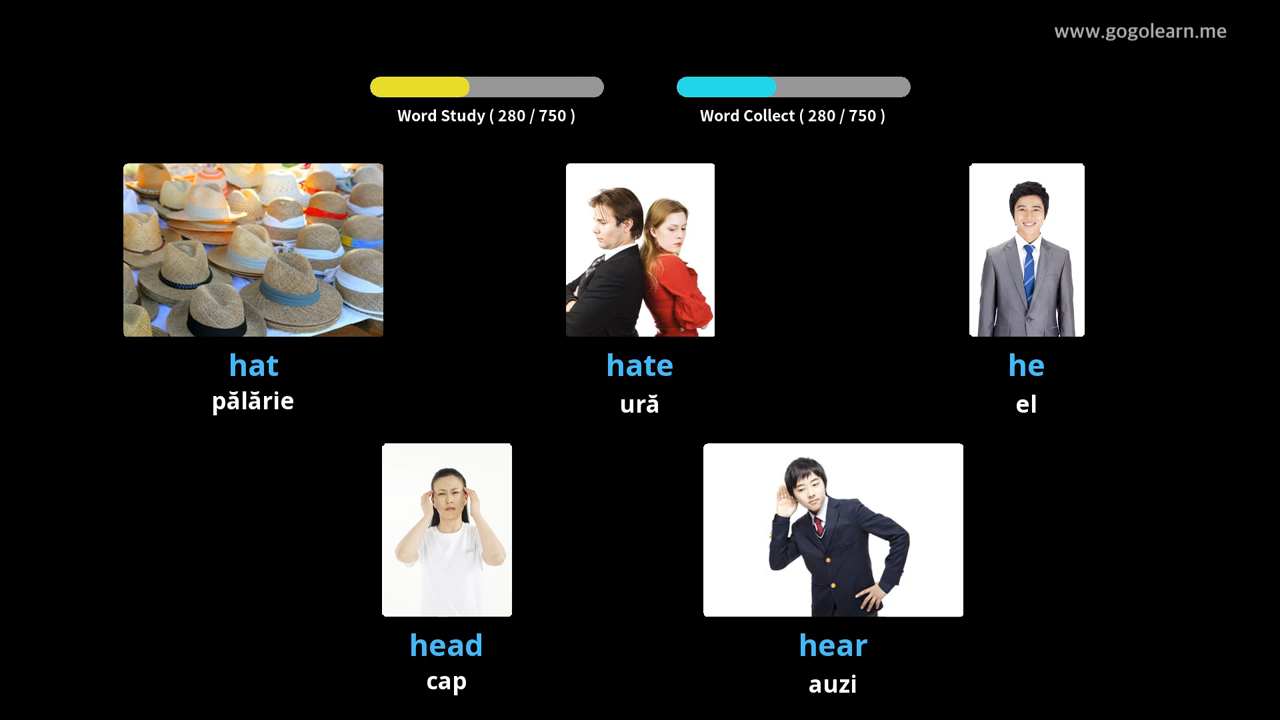 www.gogolearn.me
Word Study ( 280 / 750 )
Word Collect ( 280 / 750 )
hat
pălărie
hate
ură
he
el
head
cap
hear
auzi